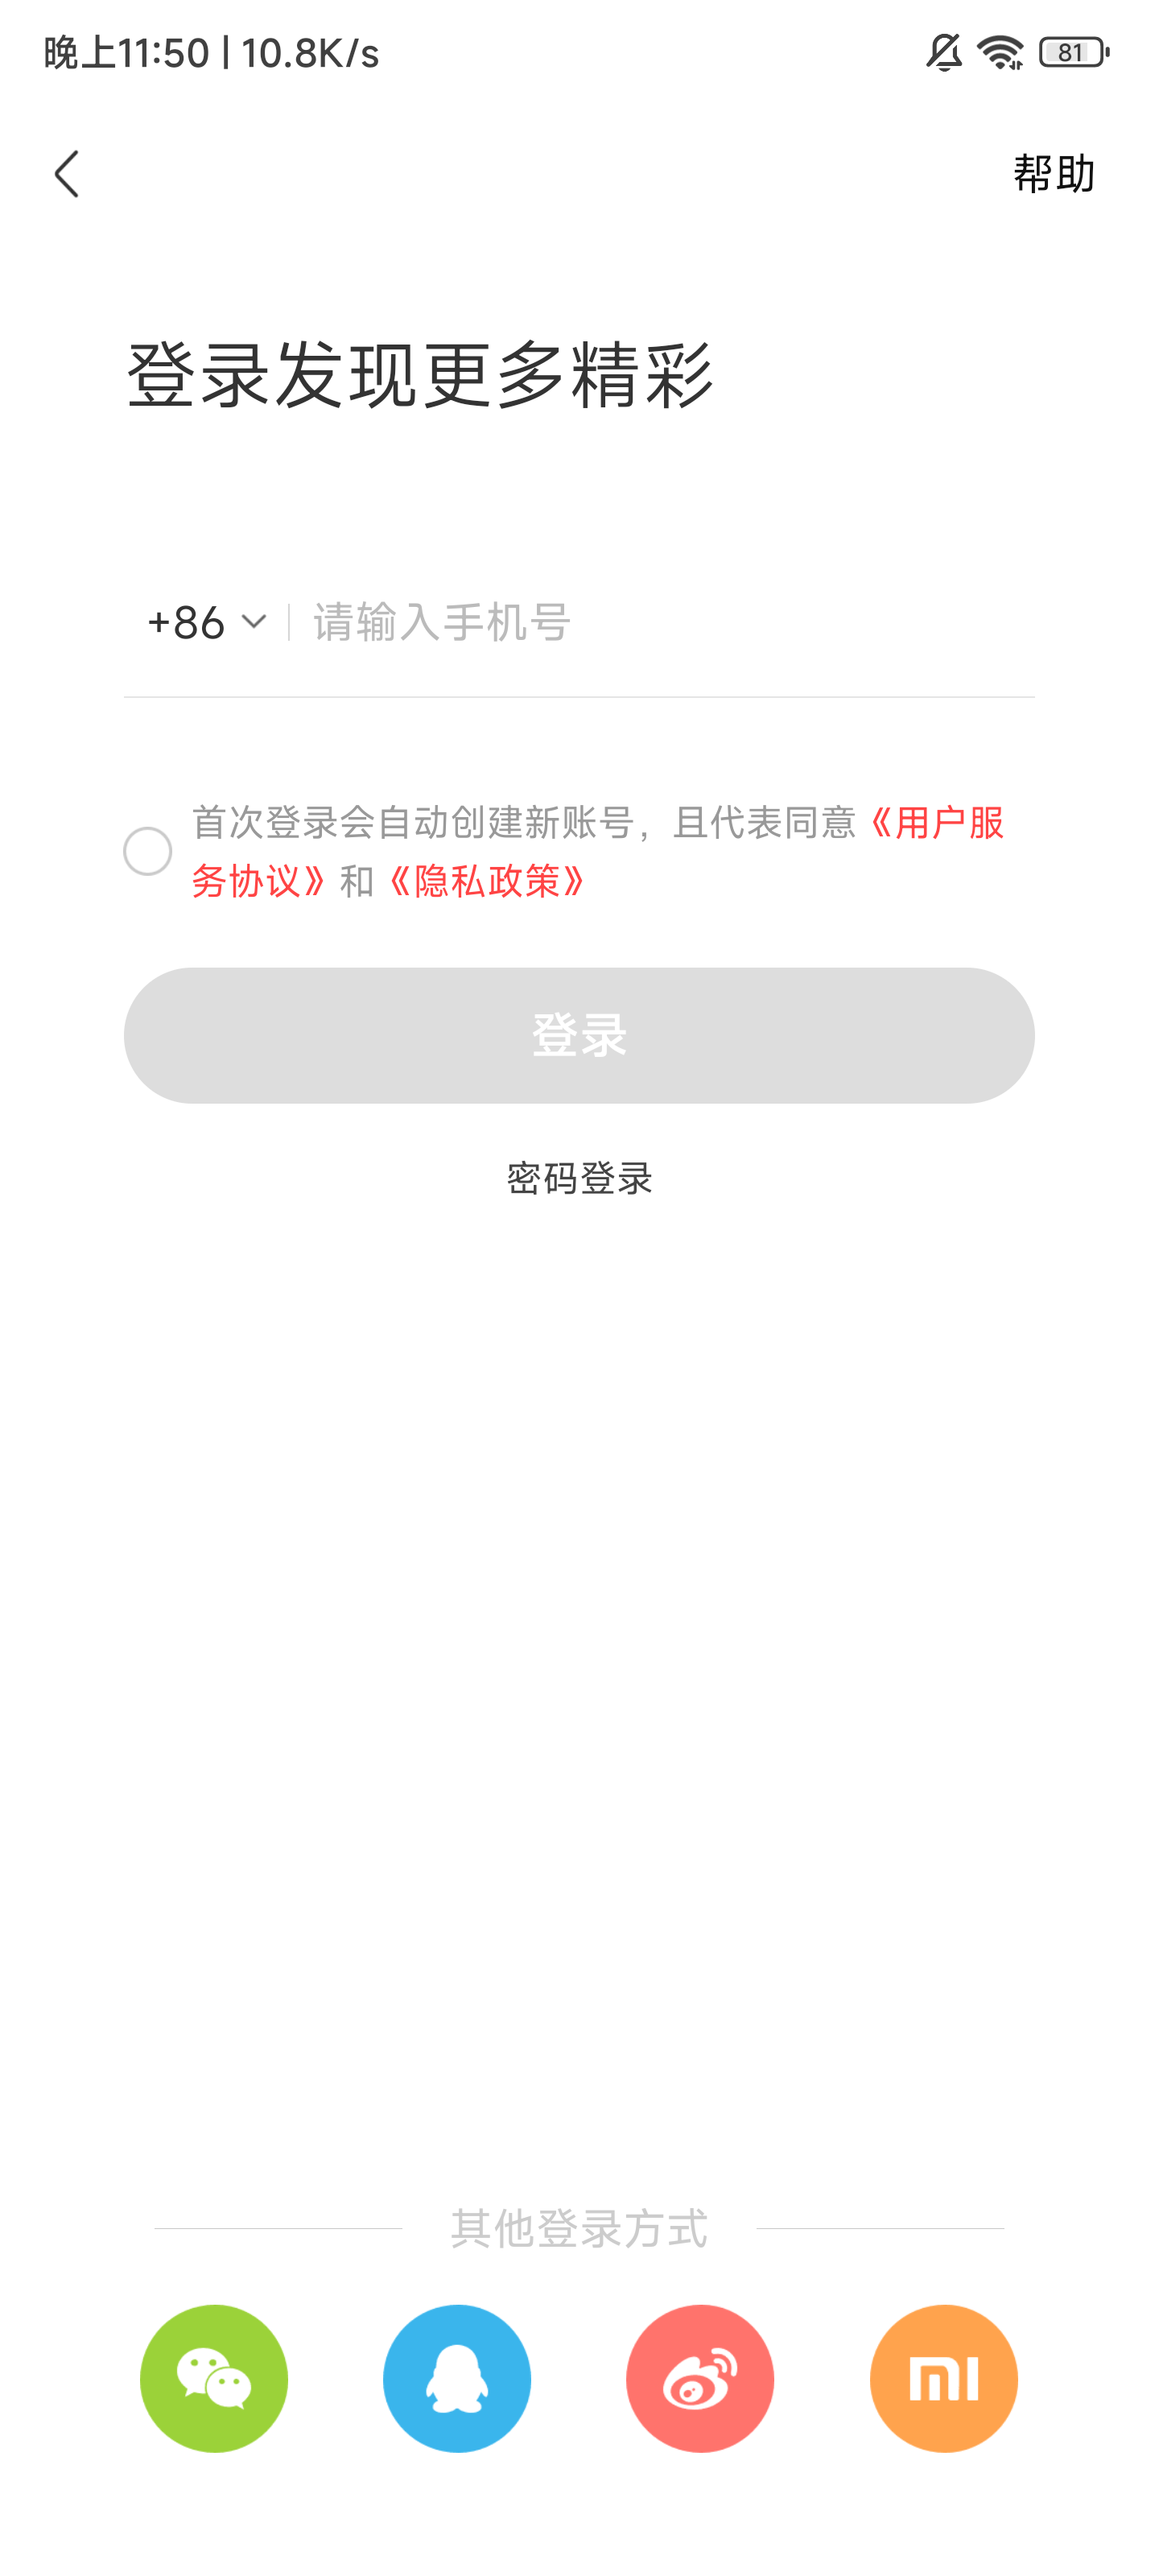 晚上11:50 | 10.8K/s
81
帮助
登录发现更多精彩
+86 请输入手机号
首次登录会自动创建新账号，且代表同意《用户服
务协议》和《隐私政策》
登录
密码登录
其他登录方式